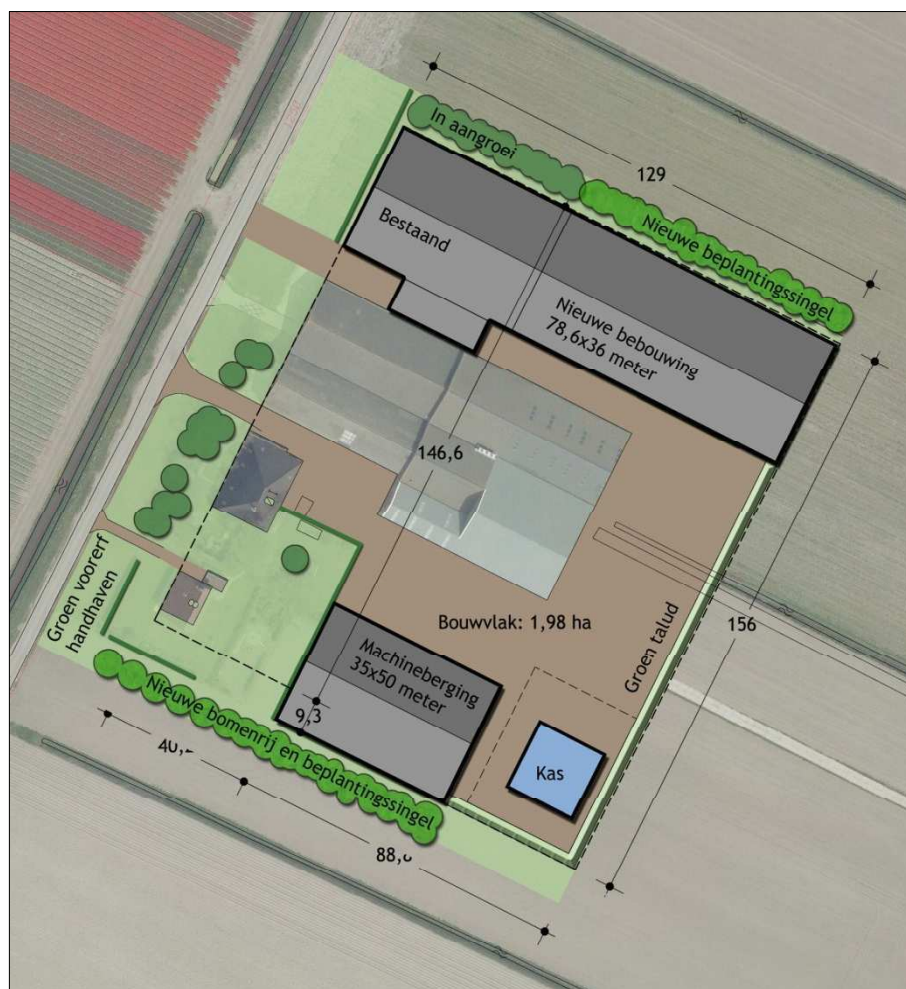 129
In aangroei
Nieuwe beplantingssingel
Bestaand
Nieuwe bebouwing
78,6x36 meter
146,6
Groen voorerf
handhaven
Bouwvlak: 1,98 ha
Groen talud
156
Machineberging
35x50 meter
9,3
Kas
Nieuwe bomenrij en beplantingssingel